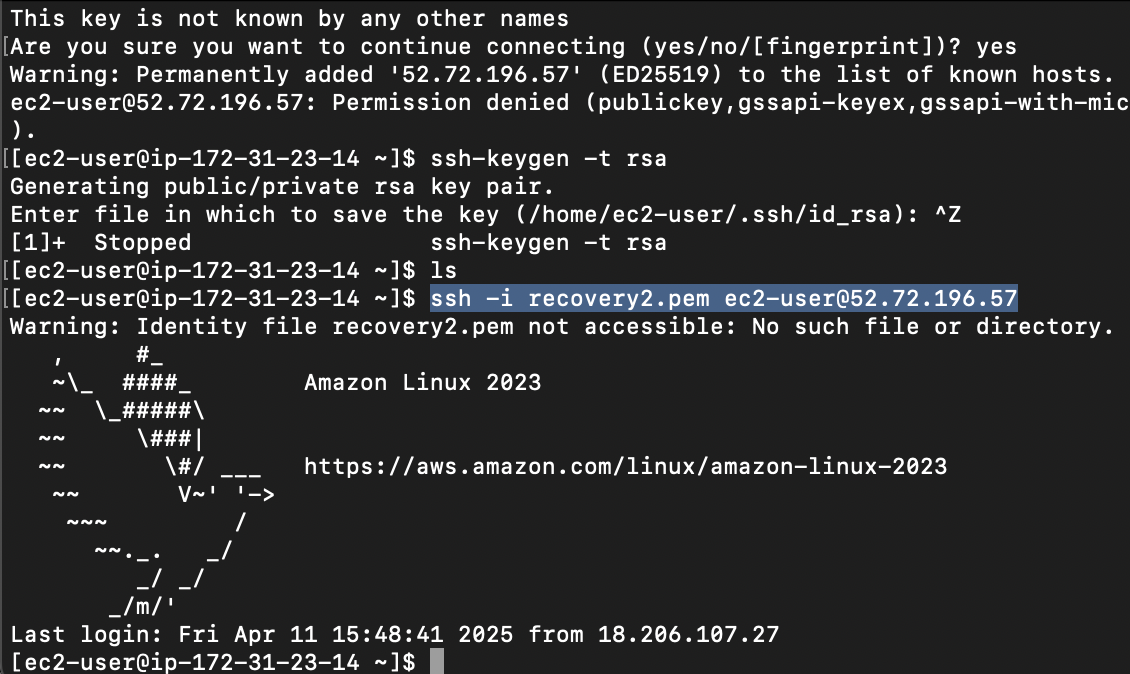 This key is not known by any other names
[Are you sure you want to continue connecting (yes/no/[fingerprint])? yes
Warning: Permanently added '52.72.196.57' (ED25519) to the list of known hosts.
ec2-user@52.72.196.57: Permission denied (publickey,gssapi-keyex,gssapi-with-mic
).
[[ec2-user@ip-172-31-23-14 ~]$ ssh-keygen -t rsa
Generating public/private rsa key pair.
Enter file in which to save the key (/home/ec2-user/.ssh/id_rsa): ^Z
[1]+  Stopped                 ssh-keygen -t rsa
[[ec2-user@ip-172-31-23-14 ~]$ ls
[[ec2-user@ip-172-31-23-14 ~]$ ssh -i recovery2.pem ec2-user@52.72.196.57
Warning: Identity file recovery2.pem not accessible: No such file or directory.
   ,     #_
   ~\_  ####_        Amazon Linux 2023
  ~~  \_#####\
  ~~     \###|
  ~~       \#/ ___   https://aws.amazon.com/linux/amazon-linux-2023
   ~~       V~' '->
    ~~~         /
      ~~._.   _/
         _/ _/
       _/m/'
Last login: Fri Apr 11 15:48:41 2025 from 18.206.107.27
[ec2-user@ip-172-31-23-14 ~]$